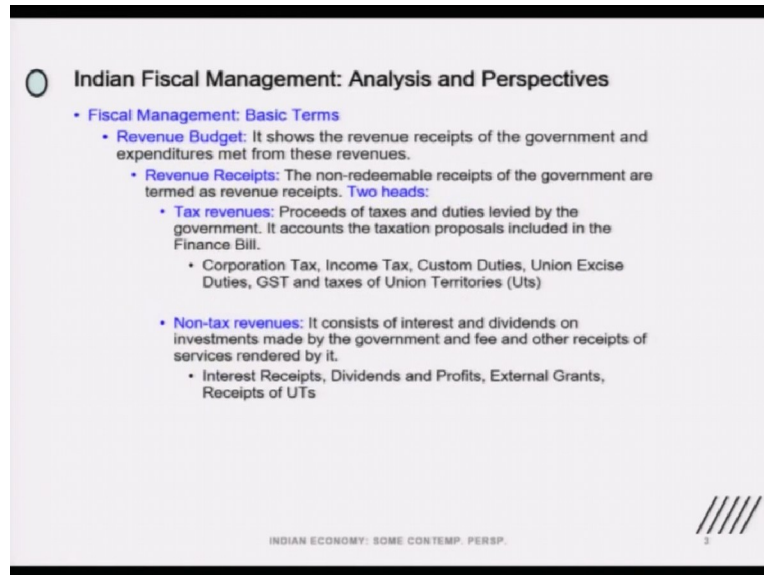 Indian Fiscal Management: Analysis and Perspectives
• Fiscal Management: Basic Terms
• Revenue Budget: It shows the revenue receipts of the government and
expenditures met from these revenues.
• Revenue Receipts: The non-redeemable receipts of the government are
termed as revenue receipts. Two heads:
• Tax revenues: Proceeds of taxes and duties levied by the
government. It accounts the taxation proposals included in the
Finance Bill.
• Corporation Tax, Income Tax, Custom Duties, Union Excise
Duties, GST and taxes of Union Territories (Uts)
• Non-tax revenues: It consists of interest and dividends on
investments made by the government and fee and other receipts of
services rendered by it.
• Interest Receipts, Dividends and Profits, External Grants,
Receipts of UTs
INDIAN ECONOMY: SOME CONTEMP. PERSP.
3